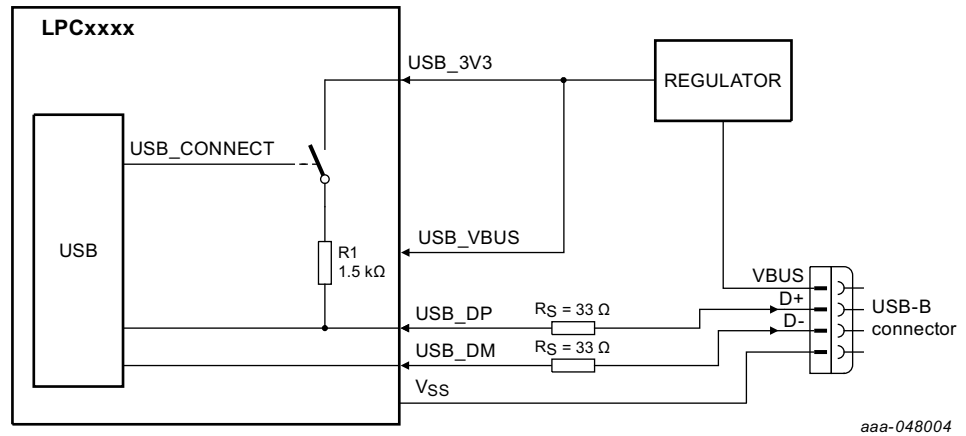 LPCxxxx
USB_3V3
REGULATOR
USB_CONNECT
USB
R1
1.5 kΩ
USB_VBUS
VBUS
D+
USB-B
connector
D-
USB_DP
RS = 33 Ω
USB_DM
RS = 33 Ω
VSS
aaa-048004